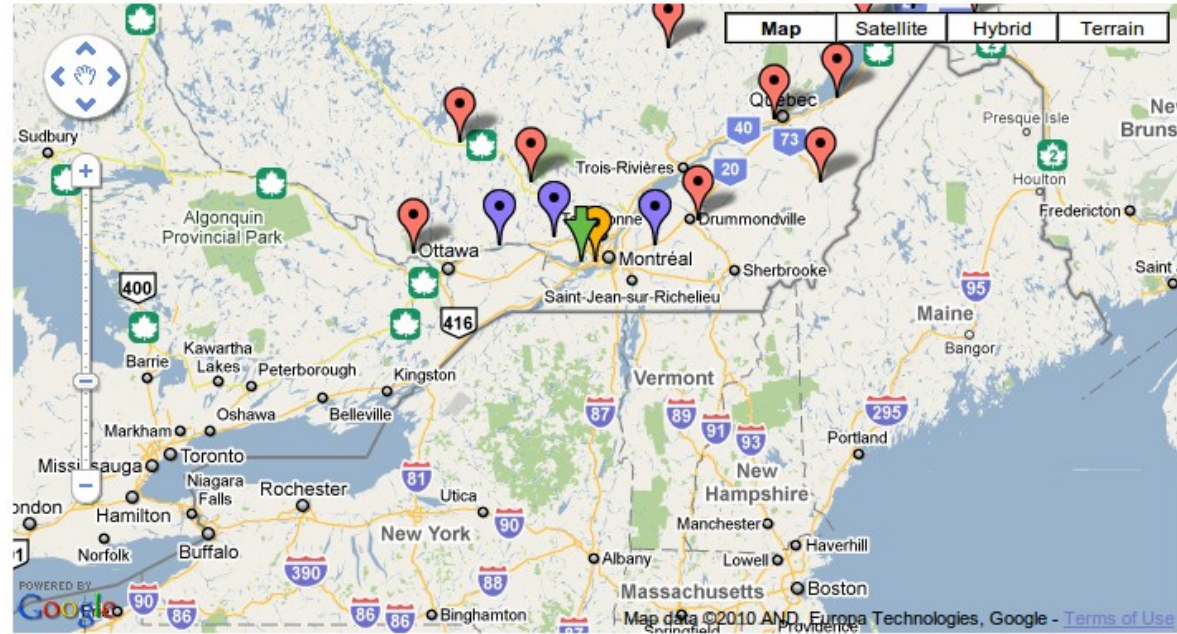 Map Satellite Hybrid Terrain
Québec
Presque Isle
40
73
2
Sudbury
Trois-Rivières
20
2
Houlton
Algonquin
Provincial Park
Drummondville
Fredericton
Ottawa
Montréal
Sherbrooke
Saint-Jean-sur-Richelieu
400
95
416
Maine
Bangor
Barrie
Kawartha
Lakes
Peterborough
Kingston
Vermont
Oshawa
Belleville
87
89
295
91
93
Markham
Portland
Toronto
Mississauga
New
Hampshire
Niagara
Falls
Rochester
81
Utica
Hamilton
New York
90
Manchester
Buffalo
Norfolk
Haverhill
Albany
Lowell
390
88
Massachusetts
Boston
POWERED BY
Google
90
86
86
86
Binghamton
Map data ©2010 AND, Europa Technologies, Google - Terms of Use
Springfield
Providence